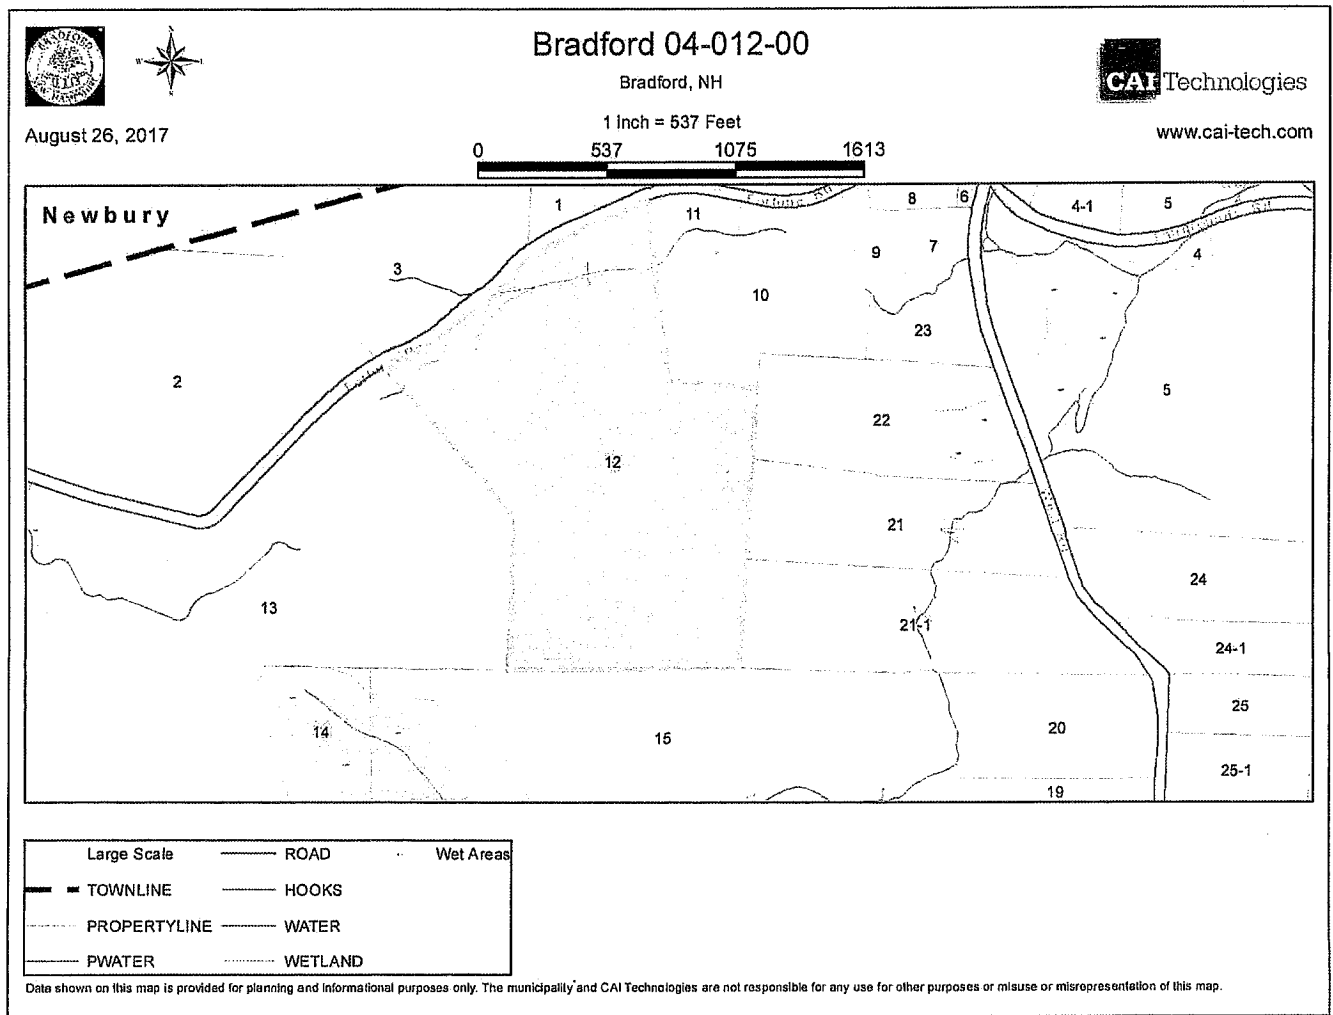 Bradford 04-012-00
Bradford, NH
1 inch = 537 Feet
0 537 1075 1613
August 26, 2017
BRADFORD
NEW HAMPSHIRE
N
W E
S
CAI Technologies
www.cai-tech.com
Newbury
1
11
8
6
4-1
5
3
9
7
4
10
23
2
22
5
12
21
24
13
21-1
24-1
14
15
20
25
25-1
19
Large Scale
ROAD
Wet Areas
TOWNLINE
HOOKS
PROPERTYLINE
WATER
PWATER
WETLAND
Data shown on this map is provided for planning and informational purposes only. The municipality and CAI Technologies are not responsible for any use for other purposes or misuse or misrepresentation of this map.